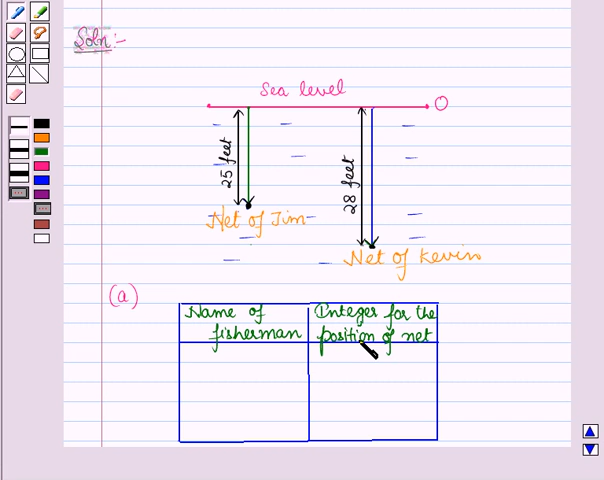 Soln:-
Sea level
O
25 feet
28 feet
Net of Jim
Net of Kevin
(a)
Name of fisherman
Integer for the position of net